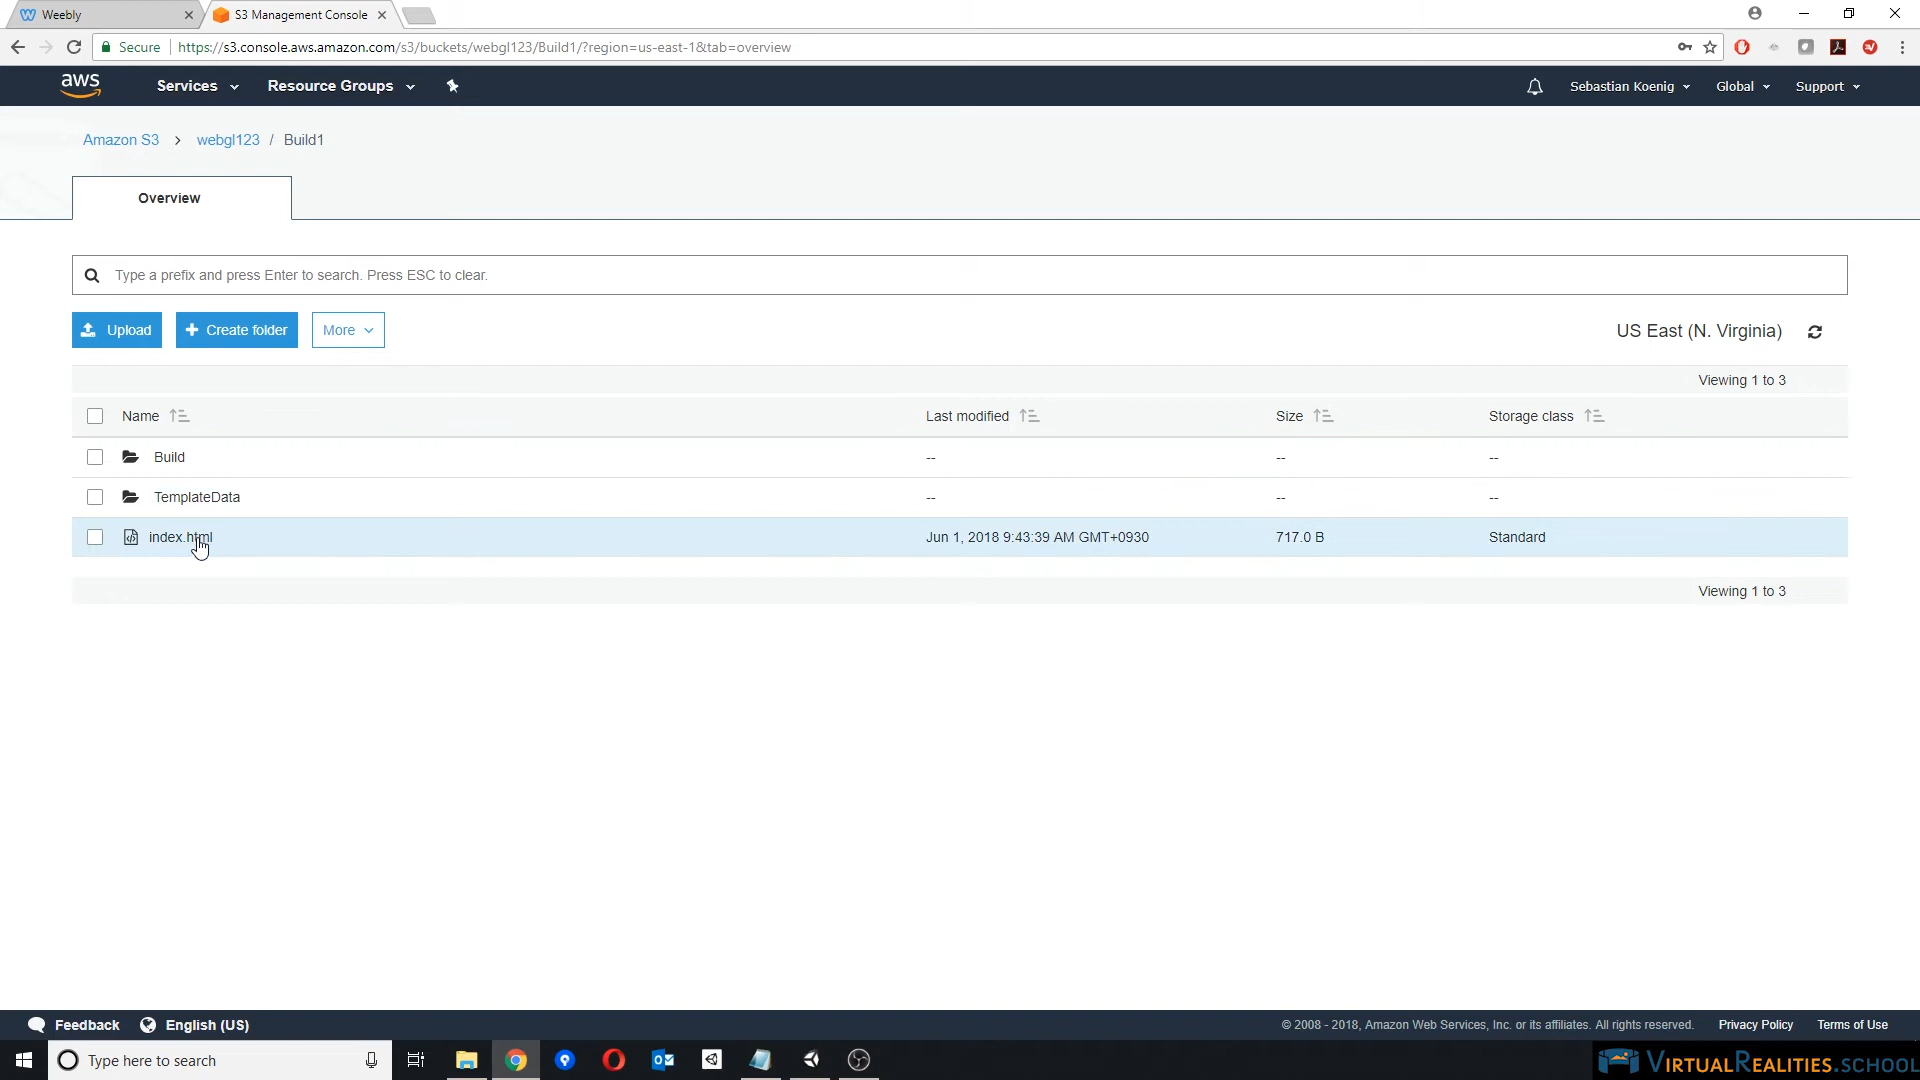 Weebly
S3 Management Console
Secure https://s3.console.aws.amazon.com/s3/buckets/webgl123/Build1/?region=us-east-1&tab=overview
aws Services Resource Groups Sebastian Koenig Global Support
Amazon S3 > webgl123 / Build1
Overview
Type a prefix and press Enter to search. Press ESC to clear.
Upload + Create folder More US East (N. Virginia)
Viewing 1 to 3
Name Last modified Size Storage class
Build -- -- --
TemplateData -- -- --
index.html Jun 1, 2018 9:43:39 AM GMT+0930 717.0 B Standard
Viewing 1 to 3
Feedback English (US) © 2008 - 2018, Amazon Web Services, Inc. or its affiliates. All rights reserved. Privacy Policy Terms of Use
Type here to search
VIRTUALREALITIES.SCHOOL